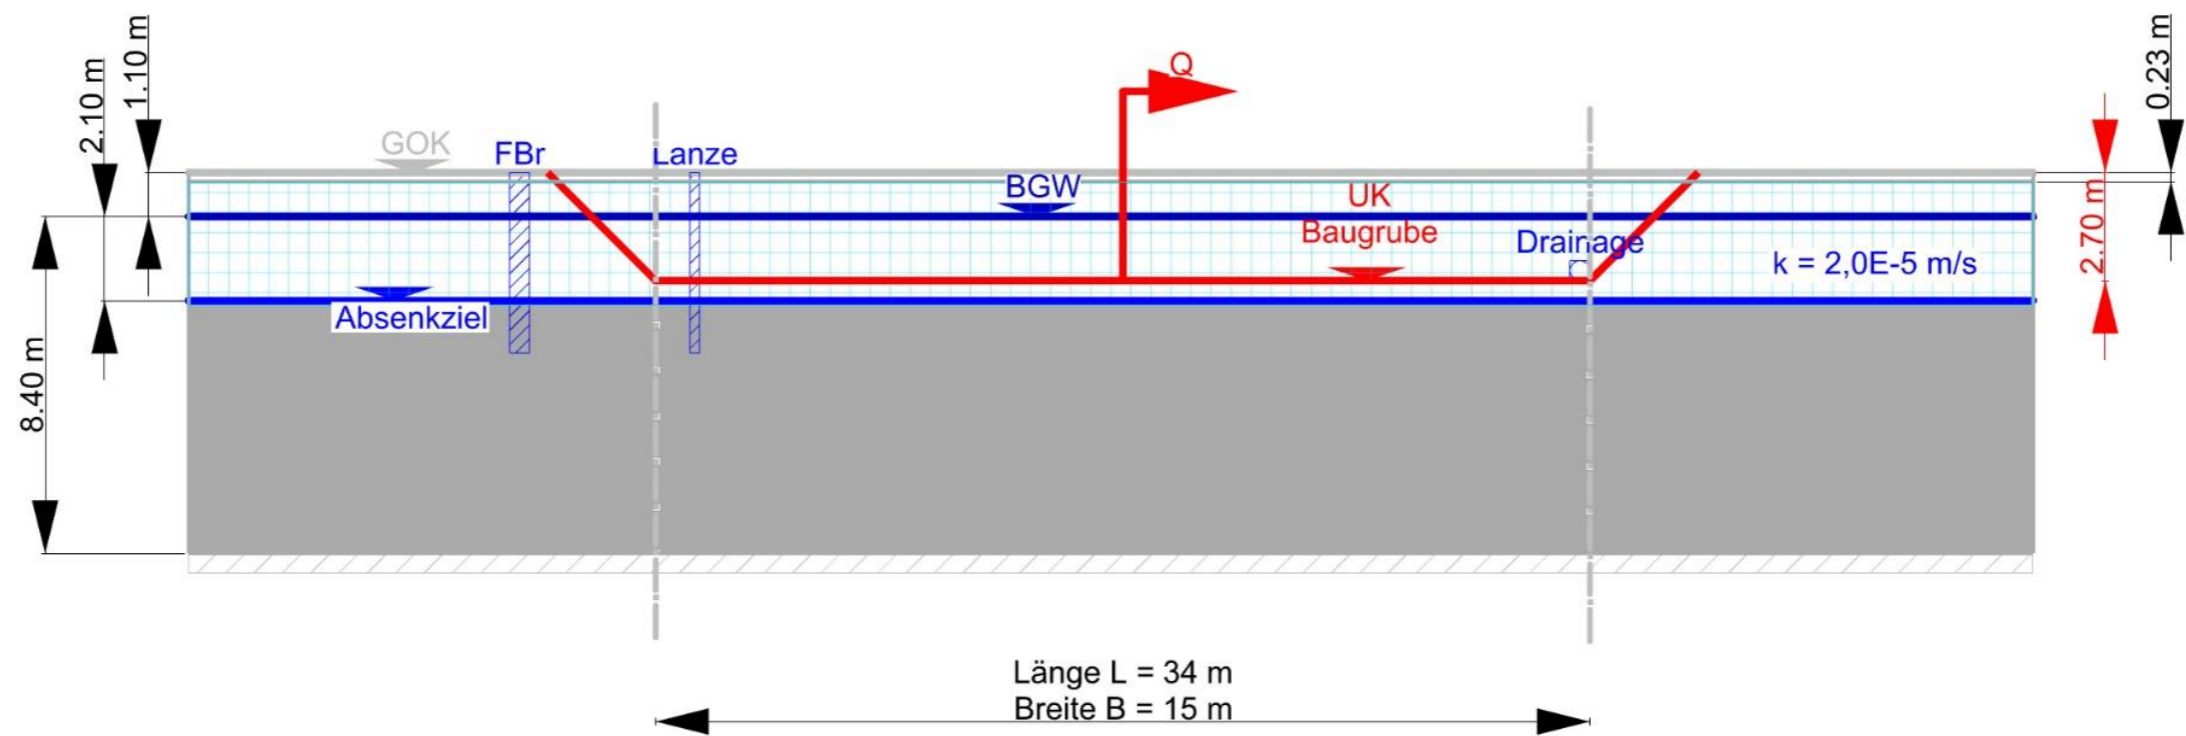 1.10 m
2.10 m
8.40 m
GOK
FBr
Lanze
Q
BGW
UK
Baugrube
Drainage
k = 2,0E-5 m/s
0.23 m
2.70 m
Absenkziel
Länge L = 34 m
Breite B = 15 m